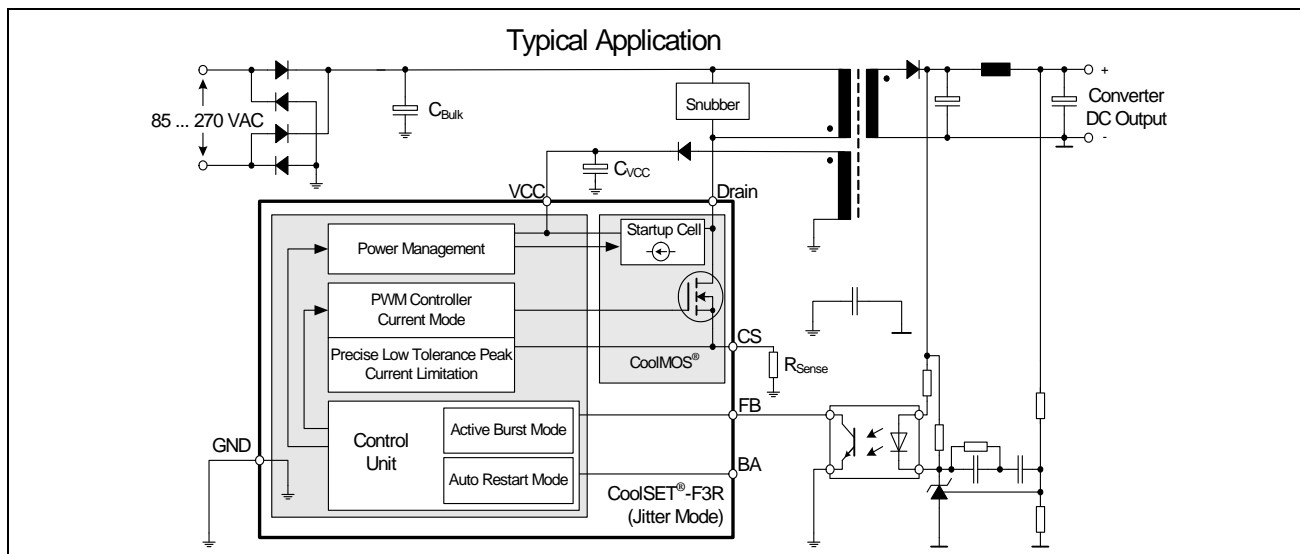 Typical Application
+
Snubber
85 ... 270 VAC
CBulk
Converter
DC Output
-
CVCC
VCC
Drain
Power Management
Startup Cell
PWM Controller
Current Mode
Precise Low Tolerance Peak
Current Limitation
CoolMOS®
CS
RSense
FB
Control
Unit
Active Burst Mode
GND
Auto Restart Mode
BA
CoolSET®-F3R
(Jitter Mode)